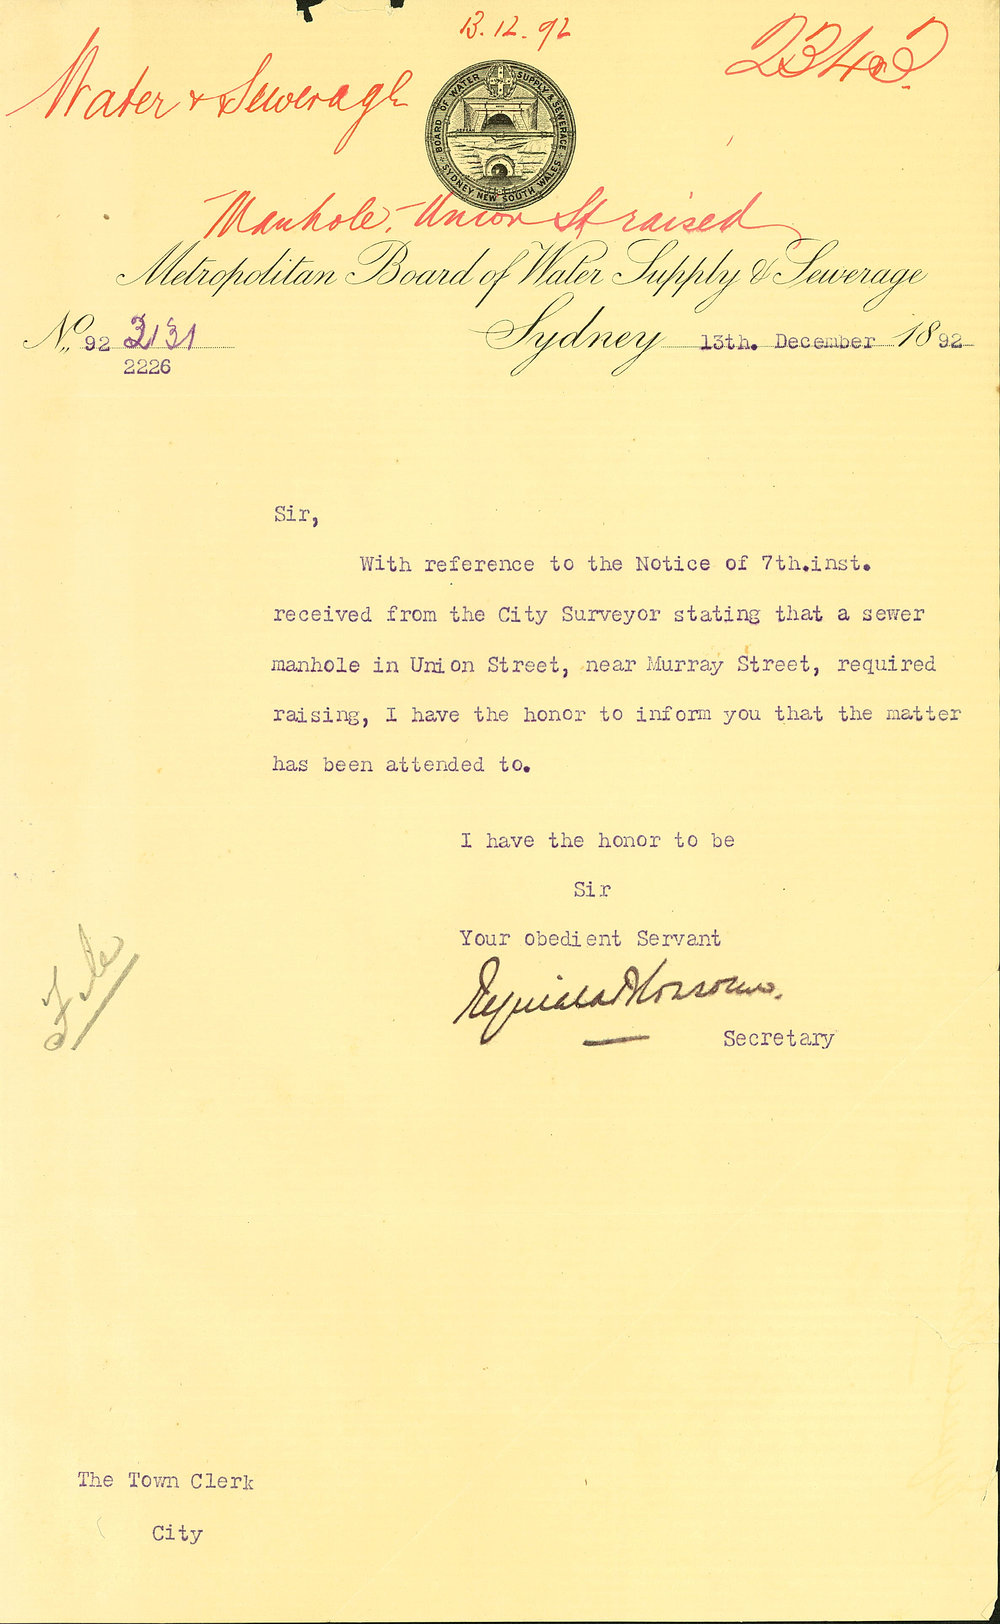 13.12.92
Water & Sewerage
BOARD OF WATER SUPPLY & SEWERAGE
SYDNEY, NEW SOUTH WALES
Manhole. Union St raised
Metropolitan Board of Water Supply & Sewerage
No. 92 2131
2226
Sydney 13th. December 1892
Sir,
With reference to the Notice of 7th.inst.
received from the City Surveyor stating that a sewer
manhole in Union Street, near Murray Street, required
raising, I have the honor to inform you that the matter
has been attended to.
I have the honor to be
Sir
Your obedient Servant
Secretary
File
The Town Clerk
City